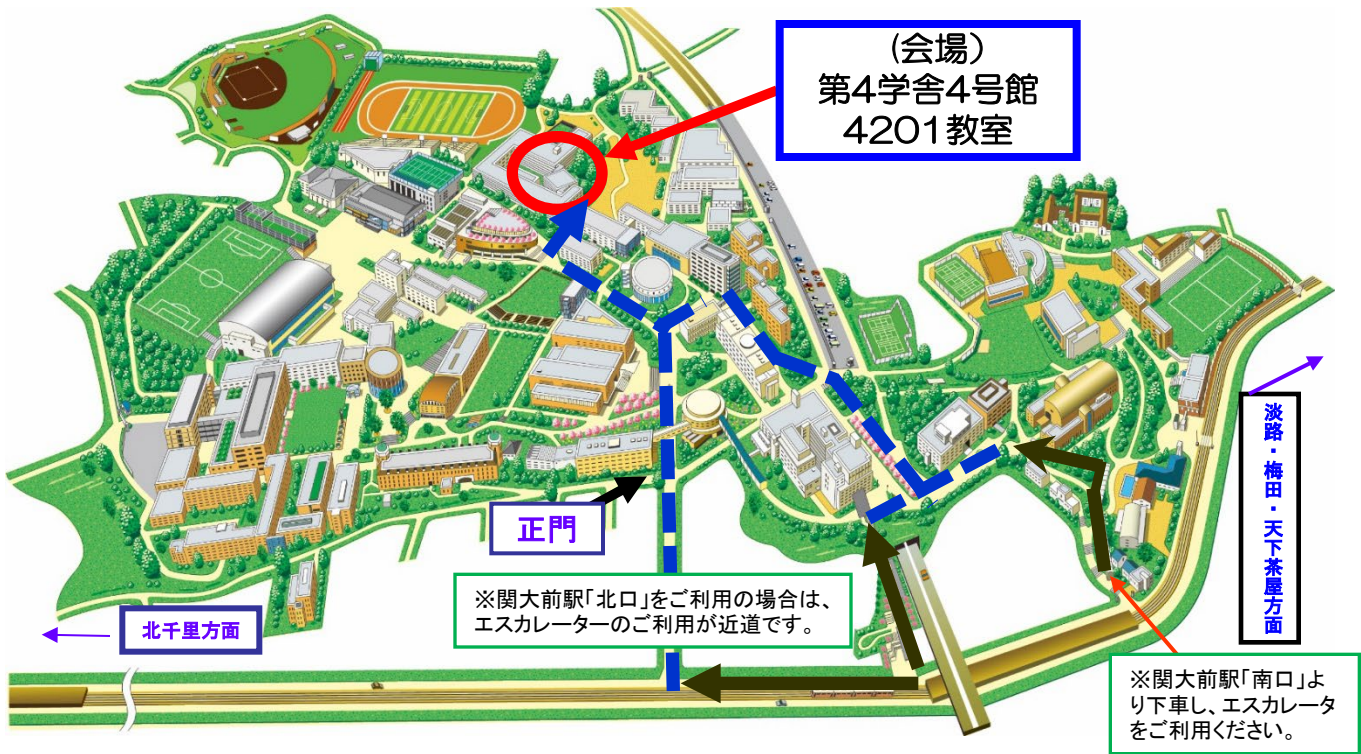 (会場)
第4学舎4号館
4201教室
淡路・梅田・天下茶屋方面
正門
※関大前駅「北口」をご利用の場合は、
エスカレーターのご利用が近道です。
北千里方面
※関大前駅「南口」よ
り下車し、エスカレータ
をご利用ください。